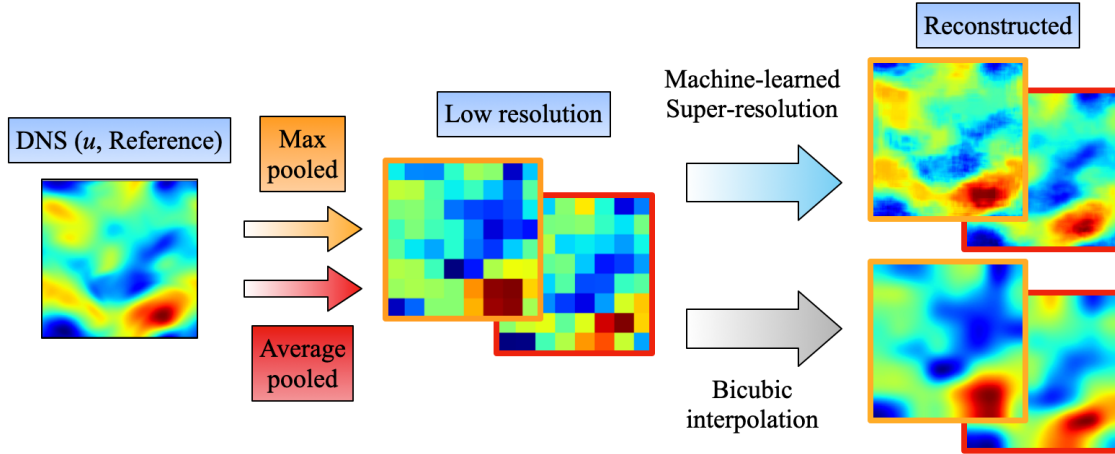 DNS (u, Reference)
Max
pooled
Average
pooled
Low resolution
Machine-learned
Super-resolution
Bicubic
interpolation
Reconstructed